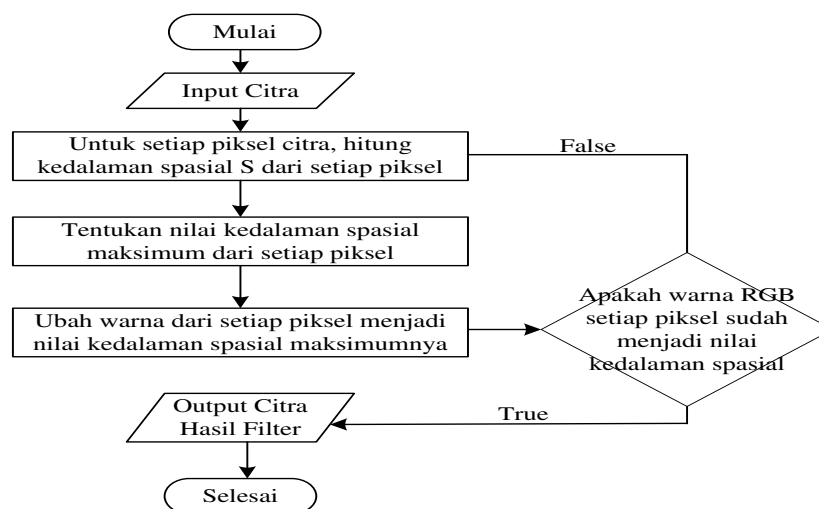 Mulai
Input Citra
Untuk setiap piksel citra, hitung
kedalaman spasial S dari setiap piksel
False
Tentukan nilai kedalaman spasial
maksimum dari setiap piksel
Ubah warna dari setiap piksel menjadi
nilai kedalaman spasial maksimumnya
Apakah warna RGB
setiap piksel sudah
menjadi nilai
kedalaman spasial
True
Output Citra
Hasil Filter
Selesai